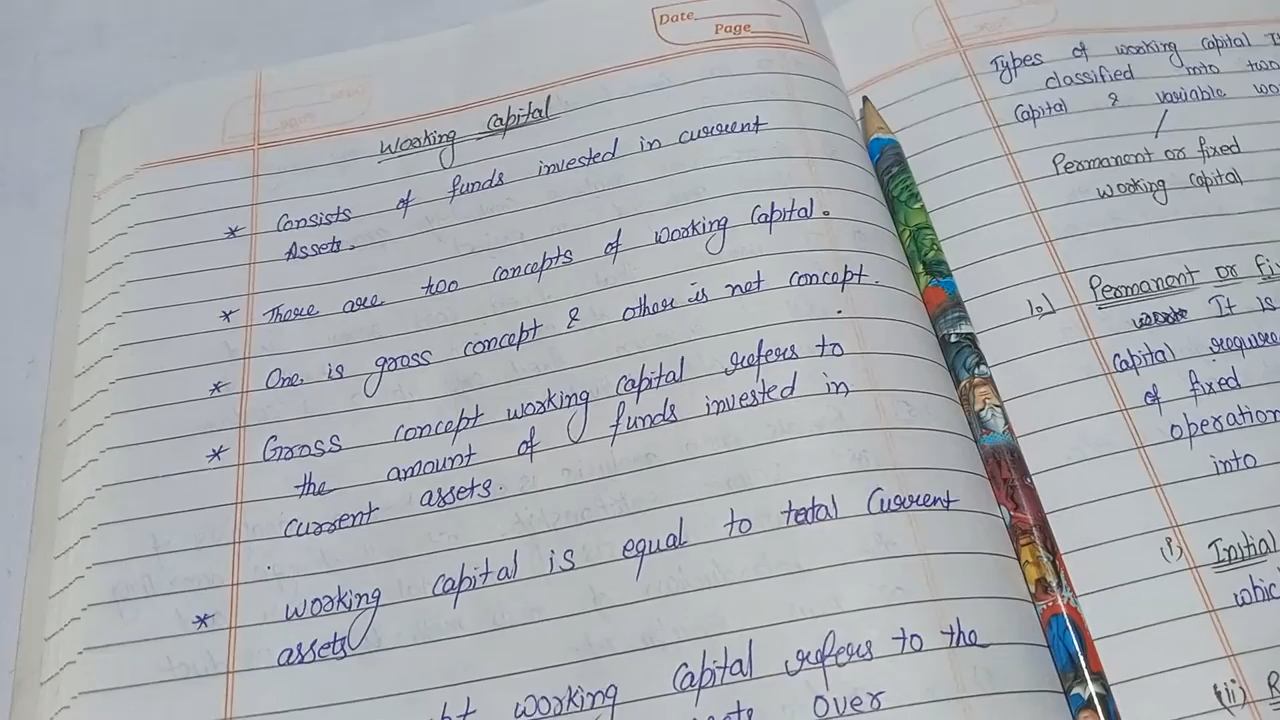 Date
Page
Working Capital
* Consists of funds invested in current
Assets.
* There are two concepts of working Capital.
* One is gross concept & other is net concept.
* Gross concept working capital refers to
the amount of funds invested in
current assets.
* working capital is equal to total Current
assets
working Capital refers to the
over
Types of working capital
classified into two
Capital & variable
Permanent or fixed
working capital
Permanent or
It is
Capital
of fixed
operation
into
(i) Initial
(ii)